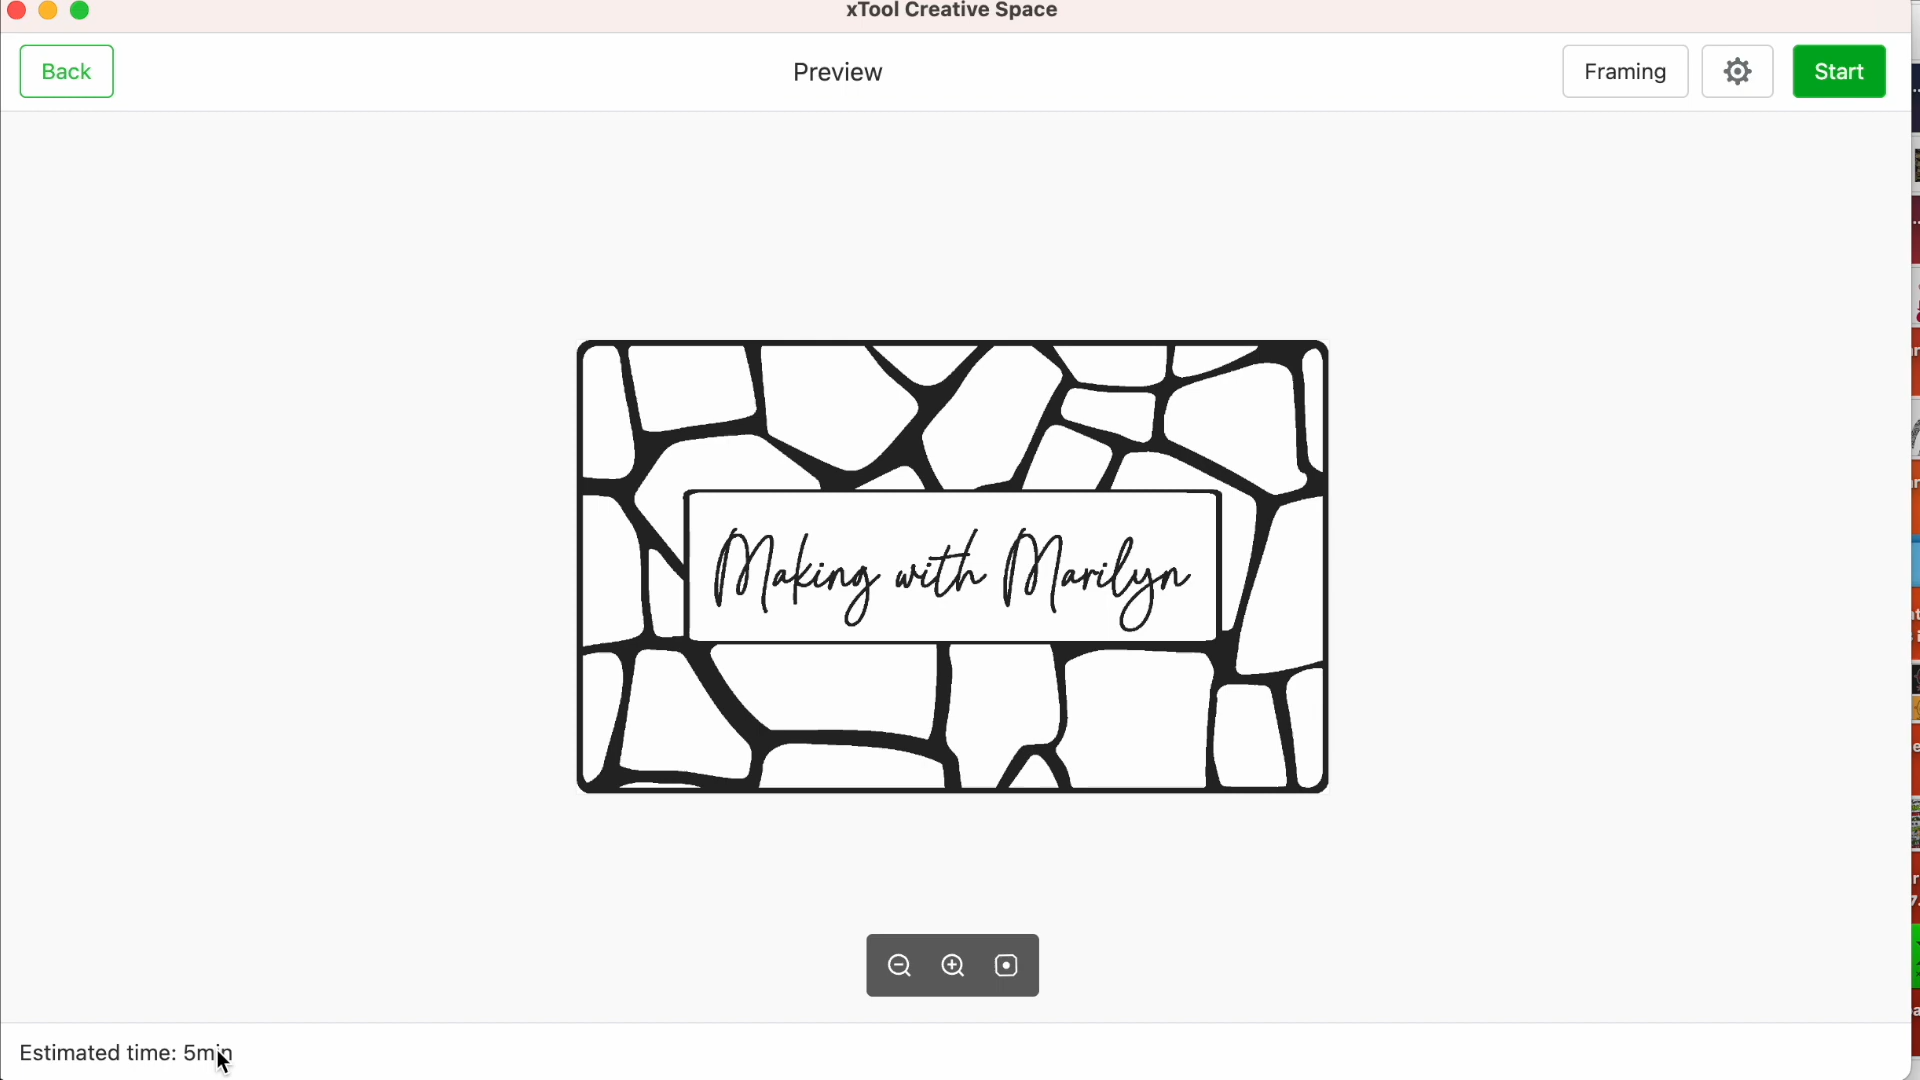 xTool Creative Space
Back
Preview
Framing
Start
Making with Marilyn
Estimated time: 5min